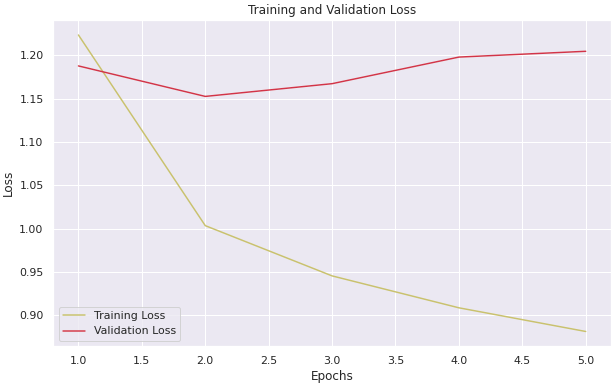 Training and Validation Loss
Loss
1.20
1.15
1.10
1.05
1.00
0.95
0.90
Training Loss
Validation Loss
1.0 1.5 2.0 2.5 3.0 3.5 4.0 4.5 5.0
Epochs